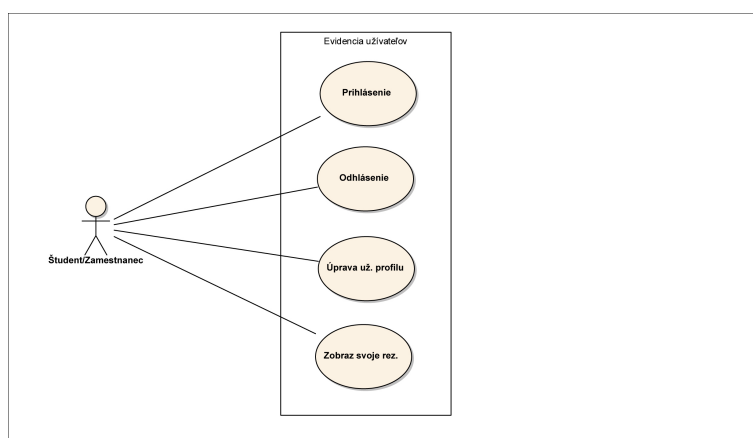 Evidencia užívateľov
Prihlásenie
Odhlásenie
Študent/Zamestnanec
Úprava už. profilu
Zobraz svoje rez.